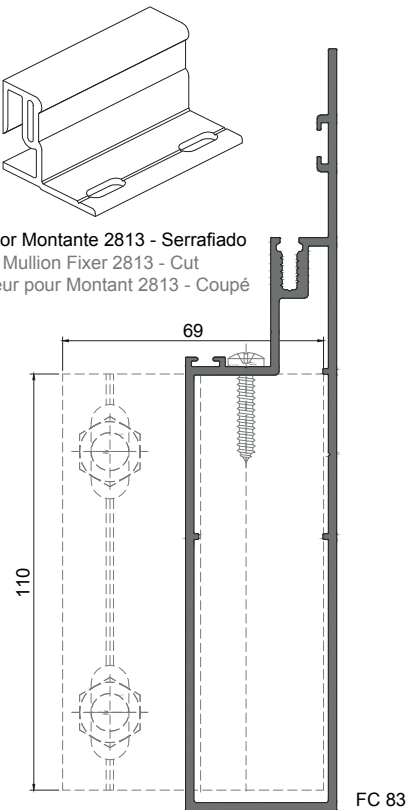 or Montante 2813 - Serrafiado
Mullion Fixer 2813 - Cut
eur pour Montant 2813 - Coupé
69
110
FC 83